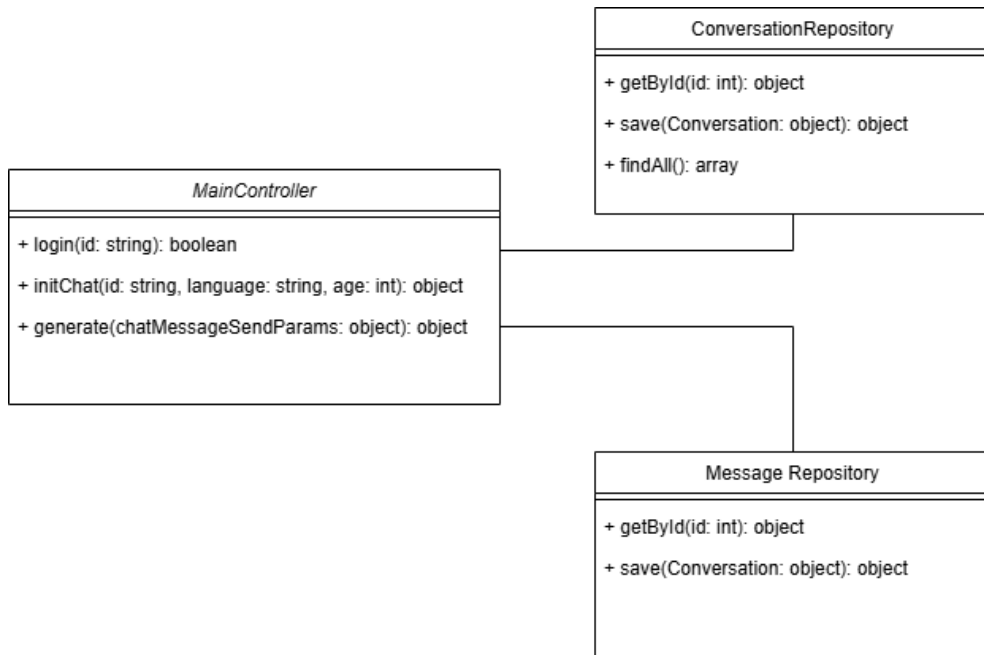 ConversationRepository
+ getById(id: int): object
+ save(Conversation: object): object
+ findAll(): array
MainController
+ login(id: string): boolean
+ initChat(id: string, language: string, age: int): object
+ generate(chatMessageSendParams: object): object
Message Repository
+ getById(id: int): object
+ save(Conversation: object): object